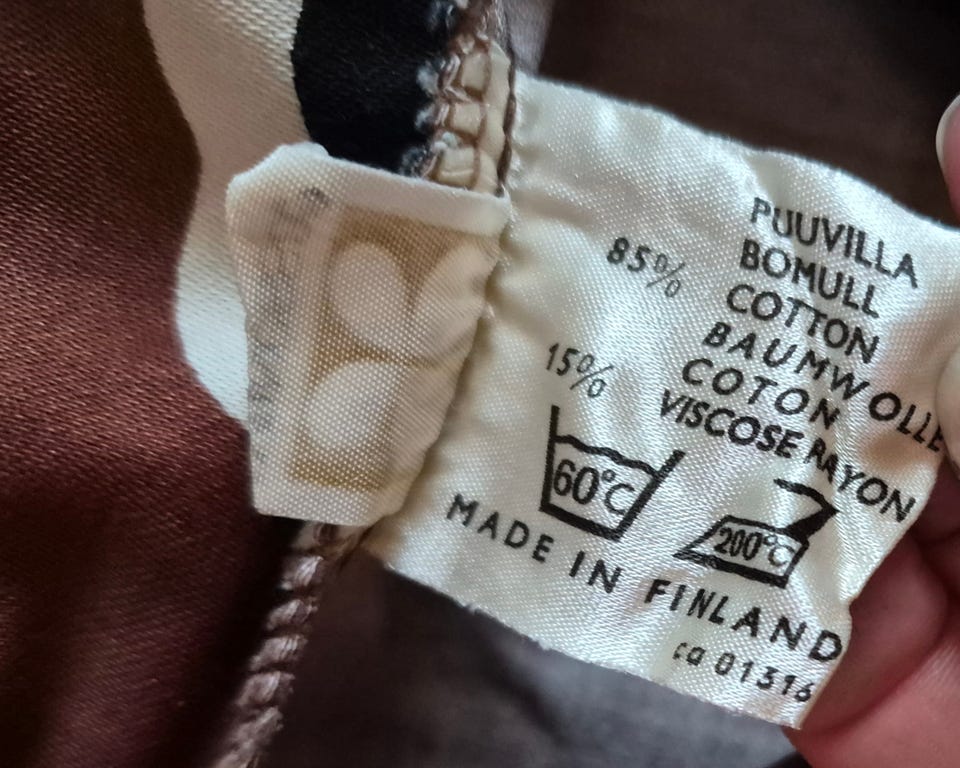 PUUVILLA
85% BOMULL
COTTON
BAUMWOLLE
COTON
15% VISCOSE RAYON
60°C
200°C
MADE IN FINLAND
ca 01316